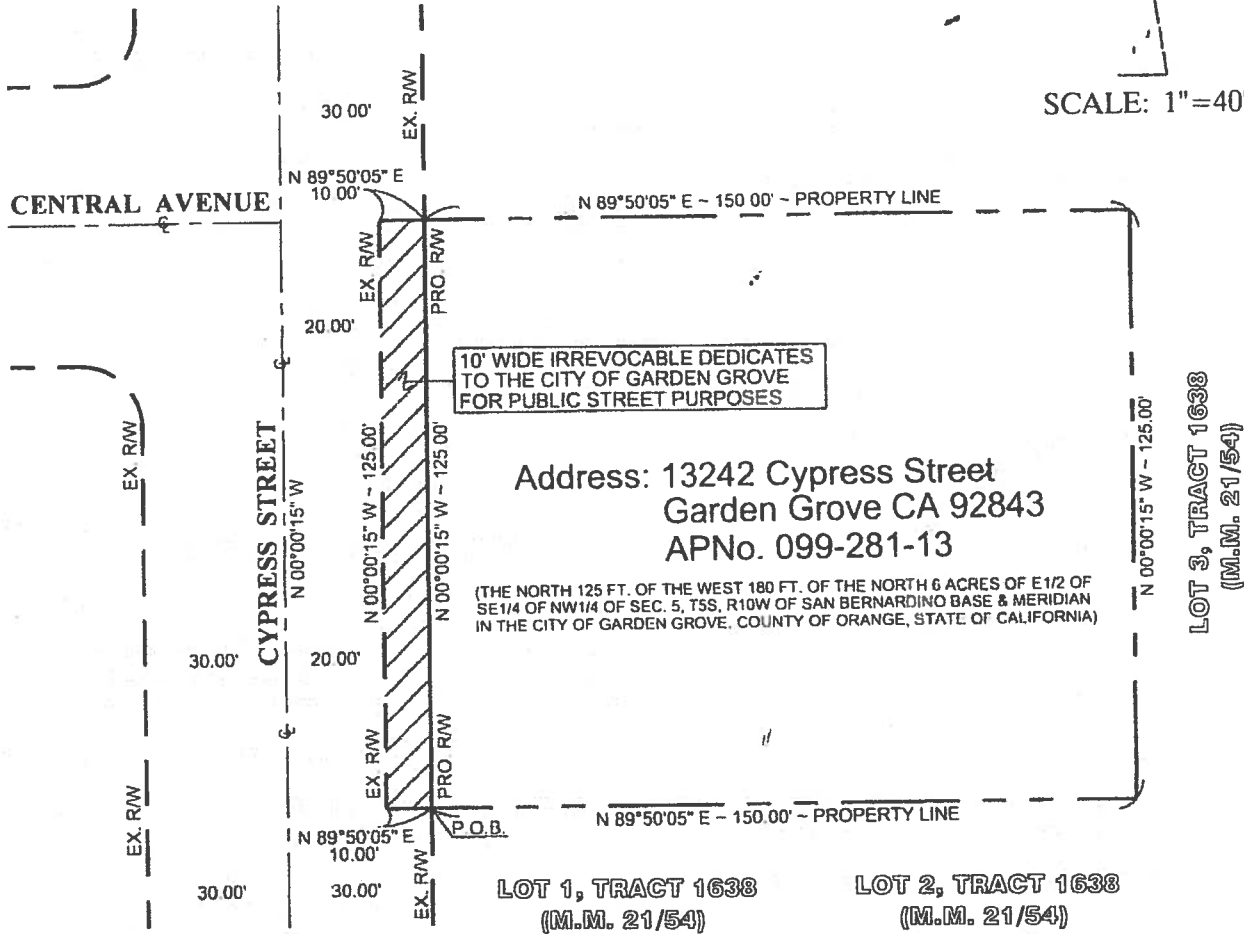 SCALE: 1"=40'
30 00'
EX. R/W
N 89°50'05" E
10 00'
CENTRAL AVENUE
N 89°50'05" E ~ 150 00' ~ PROPERTY LINE
EX. R/W
PRO. R/W
20.00'
10' WIDE IRREVOCABLE DEDICATES
TO THE CITY OF GARDEN GROVE
FOR PUBLIC STREET PURPOSES
EX. R/W
CYPRESS STREET
N 00°00'15" W
N 00°00'15" W ~ 125.00'
N 00°00'15" W ~ 125 00'
Address: 13242 Cypress Street
Garden Grove CA 92843
APNo. 099-281-13
(THE NORTH 125 FT. OF THE WEST 180 FT. OF THE NORTH 6 ACRES OF E1/2 OF
SE1/4 OF NW1/4 OF SEC. 5, T5S, R10W OF SAN BERNARDINO BASE & MERIDIAN
IN THE CITY OF GARDEN GROVE, COUNTY OF ORANGE, STATE OF CALIFORNIA)
N 00°00'15" W ~ 125.00'
LOT 3, TRACT 1638
(M.M. 21/54)
30.00'
20.00'
EX. R/W
PRO. R/W
EX. R/W
N 89°50'05" E
10.00'
P.O.B.
N 89°50'05" E ~ 150.00' ~ PROPERTY LINE
30.00'
30.00'
EX. R/W
LOT 1, TRACT 1638
(M.M. 21/54)
LOT 2, TRACT 1638
(M.M. 21/54)